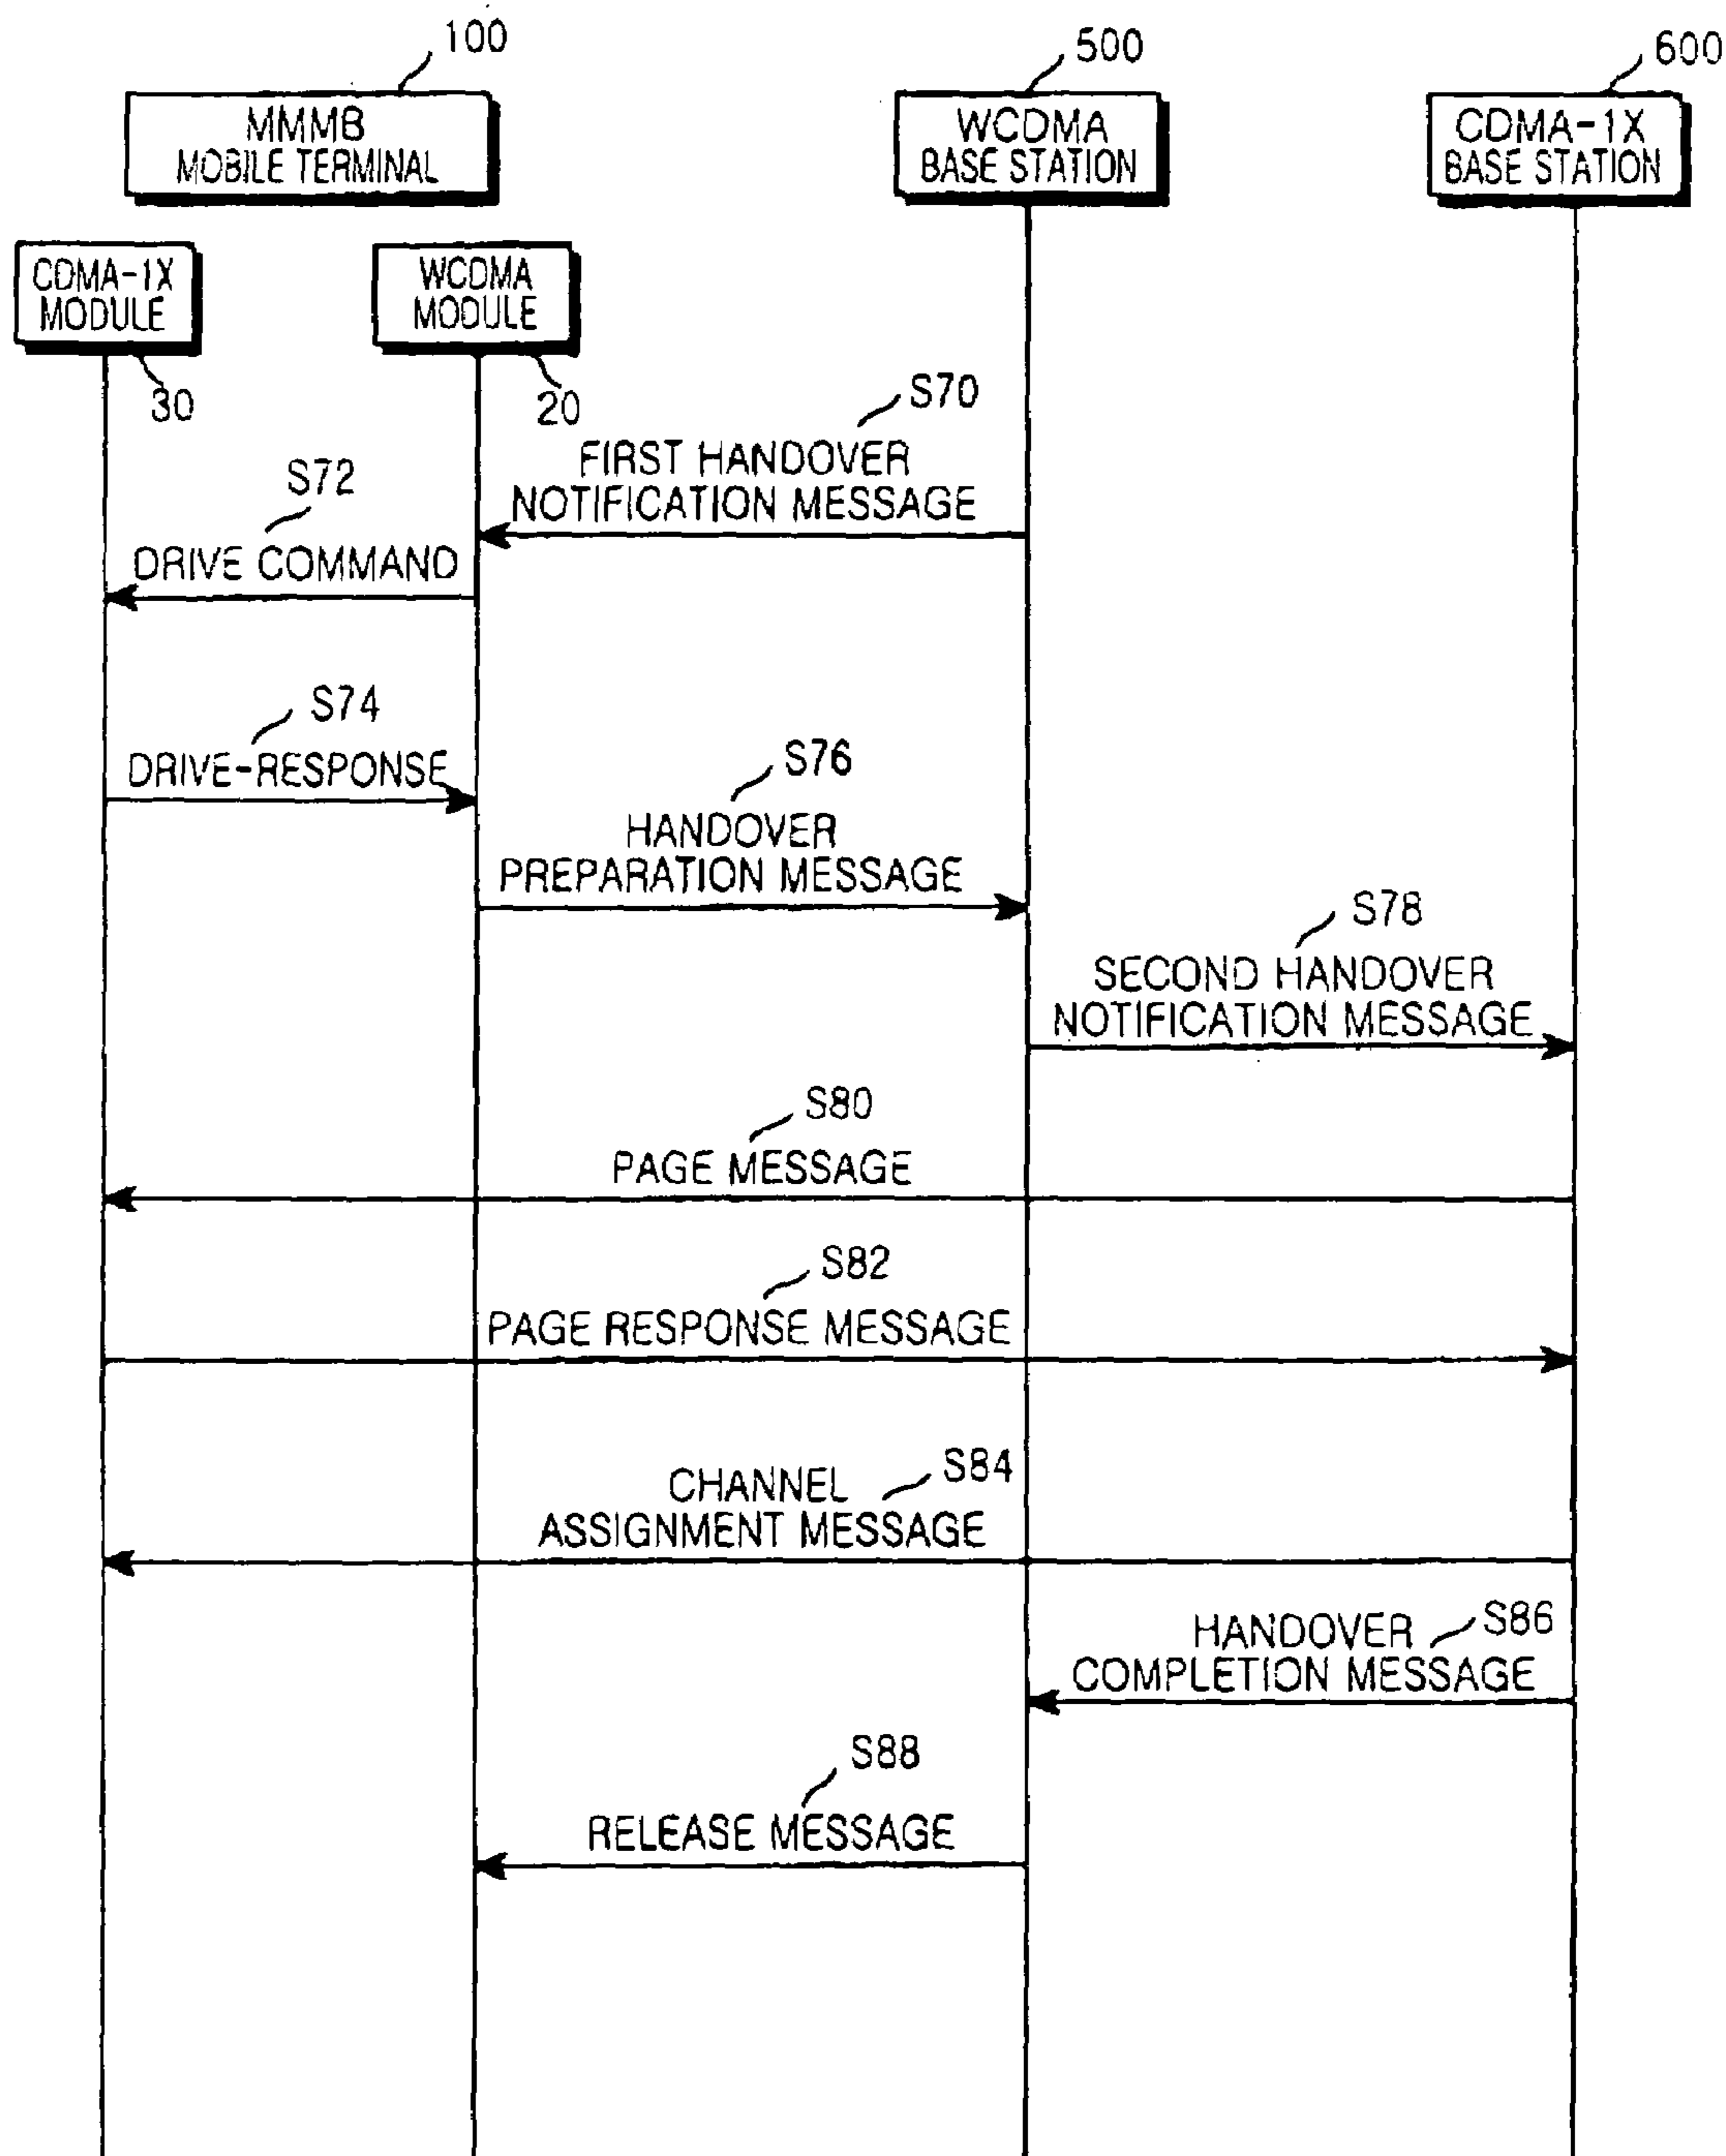 100
500
600
MMMB
MOBILE TERMINAL
WCDMA
BASE STATION
CDMA-1X
BASE STATION
CDMA-1X
MODULE
WCDMA
MODULE
30
20
S70
FIRST HANDOVER
NOTIFICATION MESSAGE
S72
DRIVE COMMAND
S74
DRIVE-RESPONSE
S76
HANDOVER
PREPARATION MESSAGE
S78
SECOND HANDOVER
NOTIFICATION MESSAGE
S80
PAGE MESSAGE
S82
PAGE RESPONSE MESSAGE
S84
CHANNEL
ASSIGNMENT MESSAGE
S86
HANDOVER
COMPLETION MESSAGE
S88
RELEASE MESSAGE